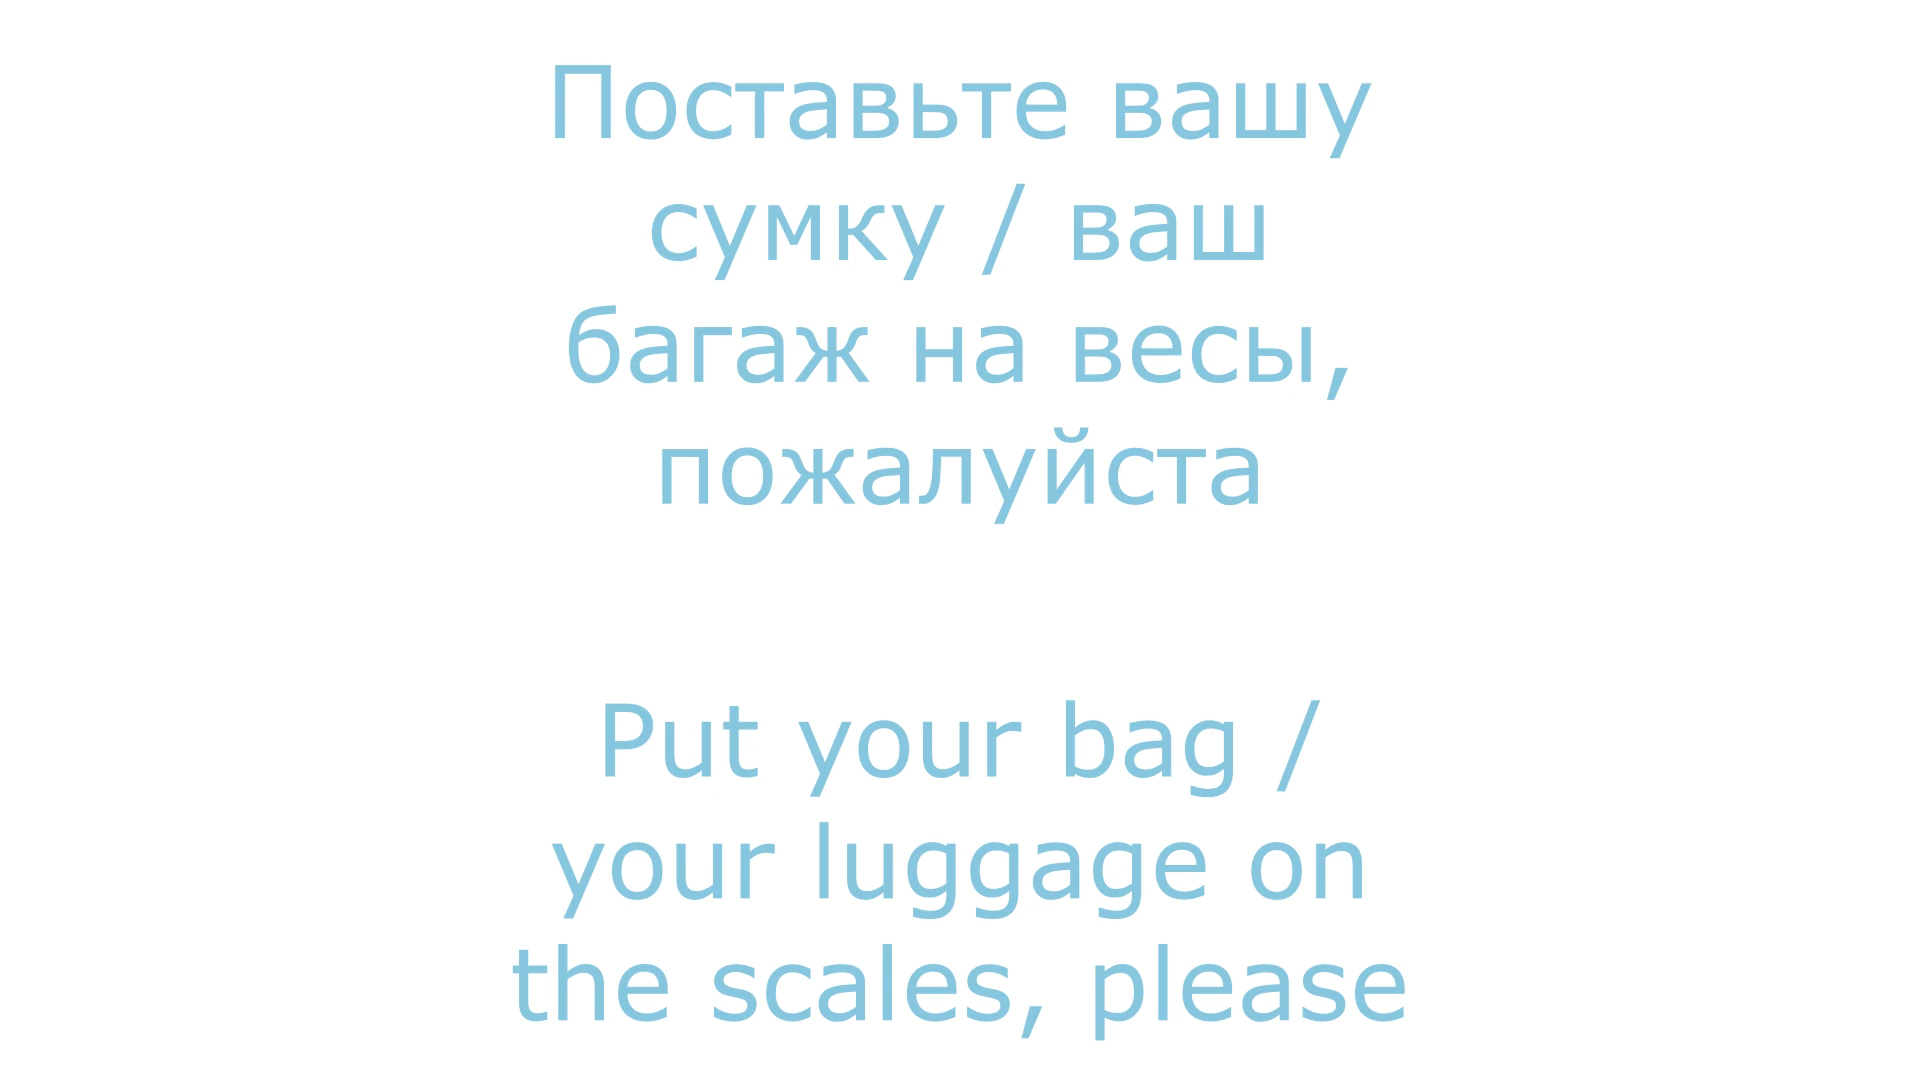 Поставьте вашу
сумку / ваш
багаж на весы,
пожалуйста
Put your bag /
your luggage on
the scales, please